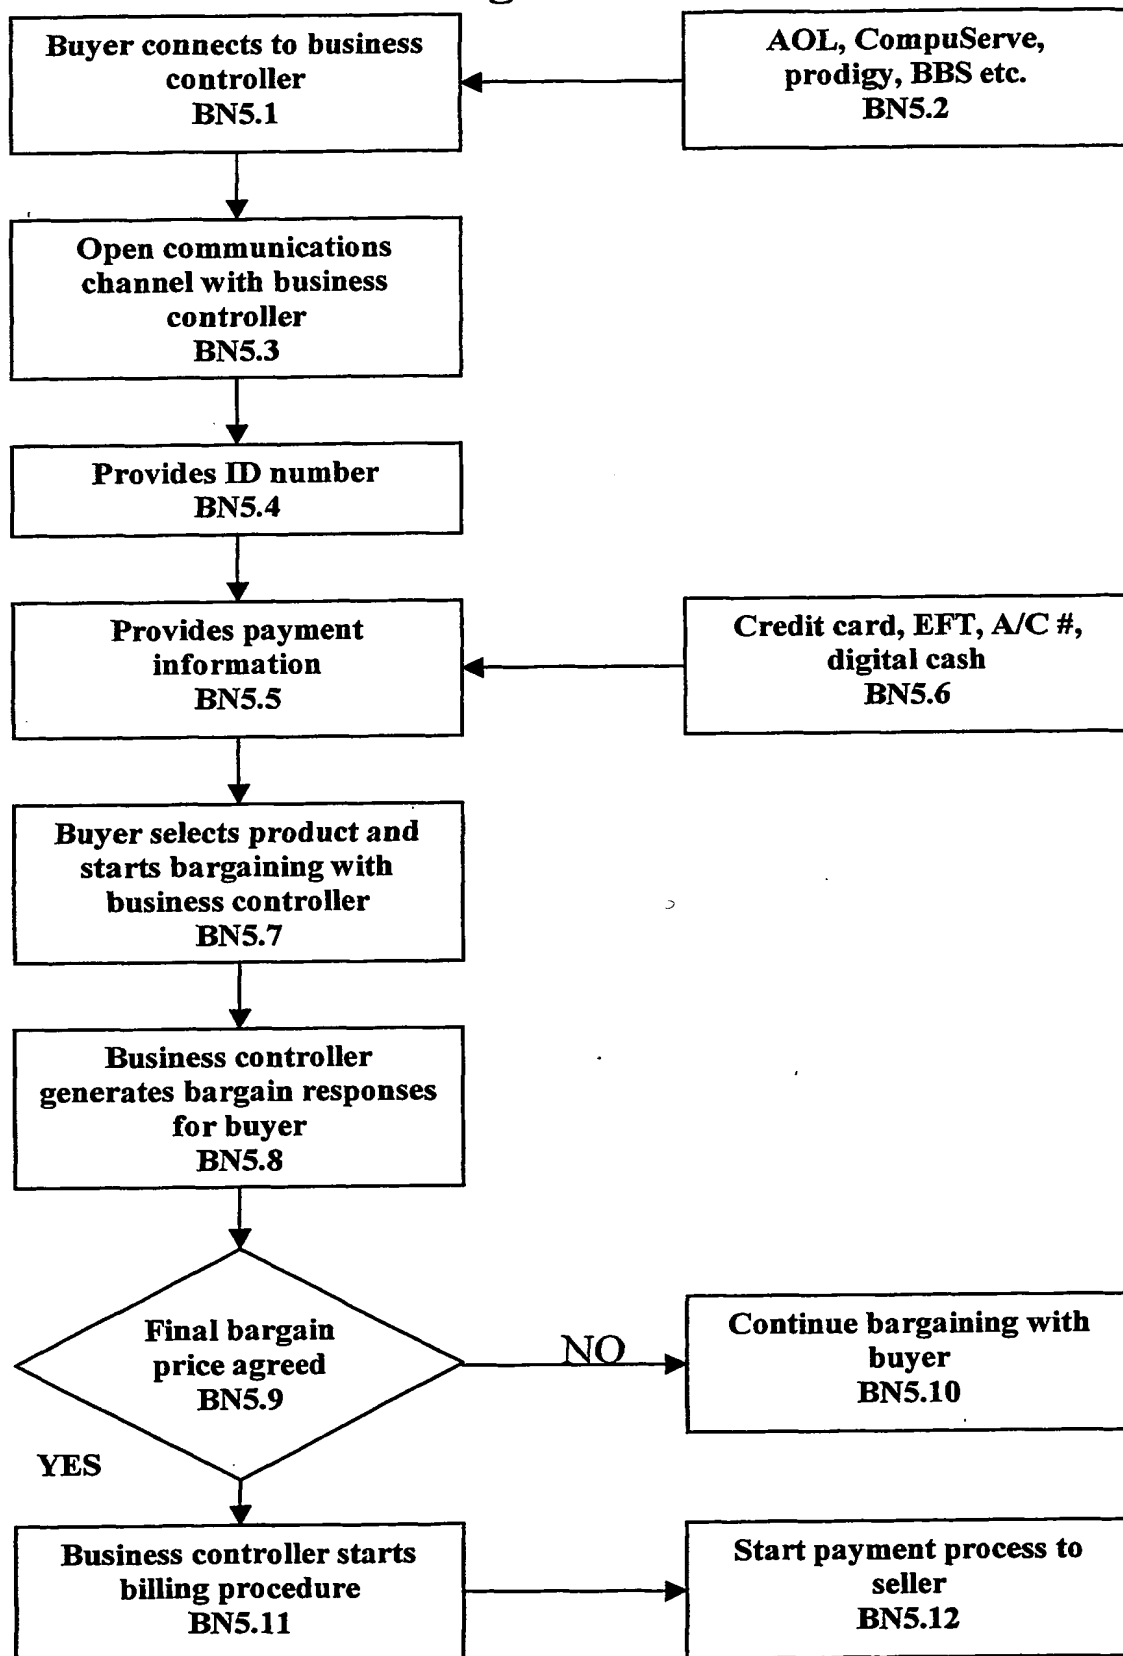 Buyer connects to business
controller
BN5.1
AOL, CompuServe,
prodigy, BBS etc.
BN5.2
Open communications
channel with business
controller
BN5.3
Provides ID number
BN5.4
Provides payment
information
BN5.5
Credit card, EFT, A/C #,
digital cash
BN5.6
Buyer selects product and
starts bargaining with
business controller
BN5.7
Business controller
generates bargain responses
for buyer
BN5.8
Final bargain
price agreed
BN5.9
NO
Continue bargaining with
buyer
BN5.10
YES
Business controller starts
billing procedure
BN5.11
Start payment process to
seller
BN5.12